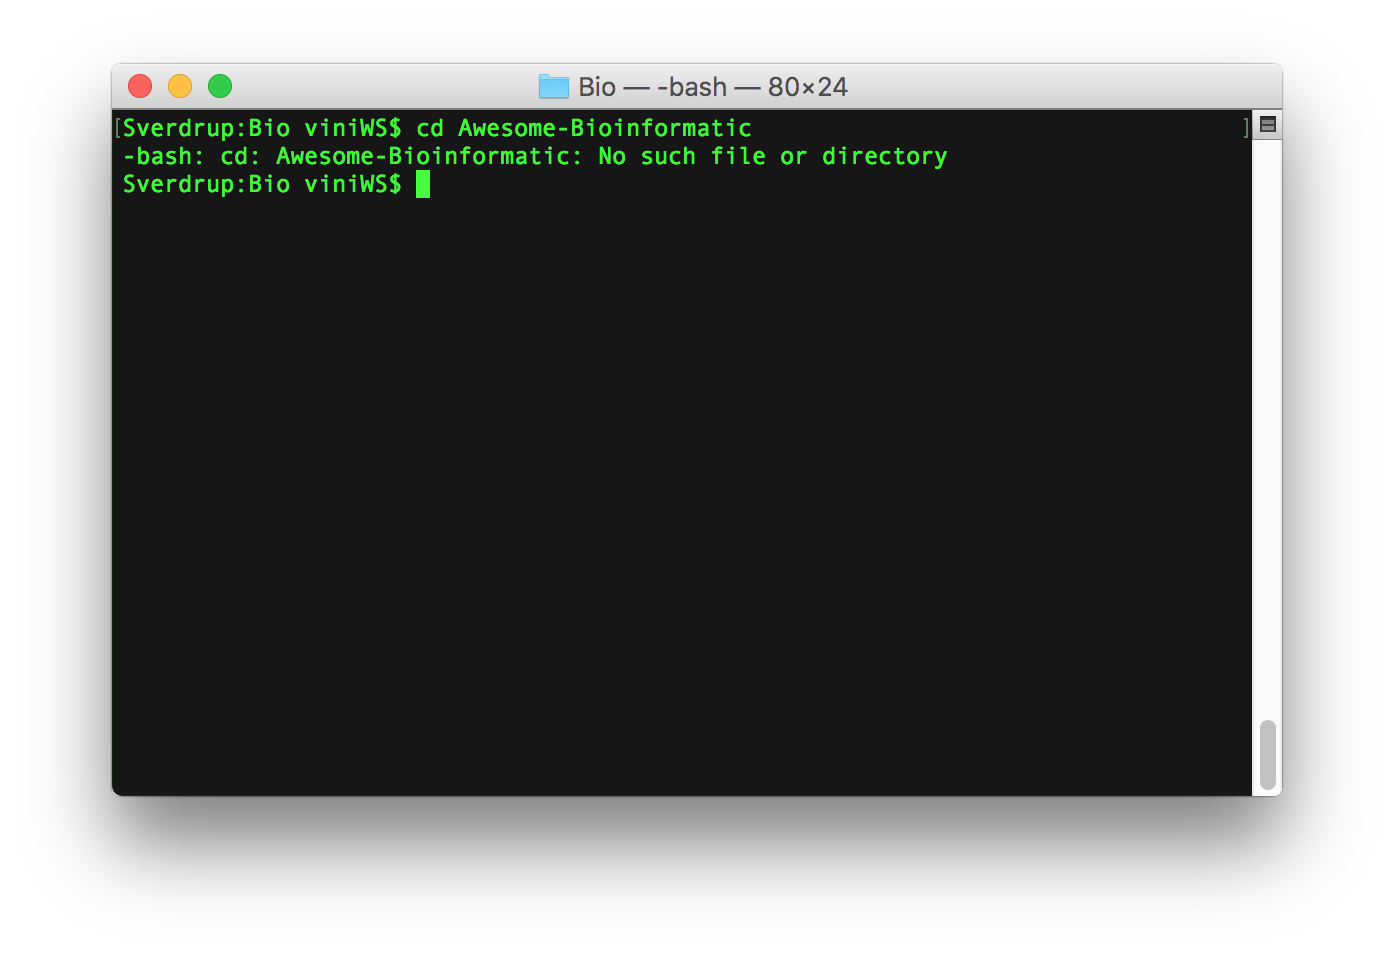 Bio — -bash — 80×24
[Sverdrup:Bio viniWS$ cd Awesome-Bioinformatic ]
-bash: cd: Awesome-Bioinformatic: No such file or directory
Sverdrup:Bio viniWS$